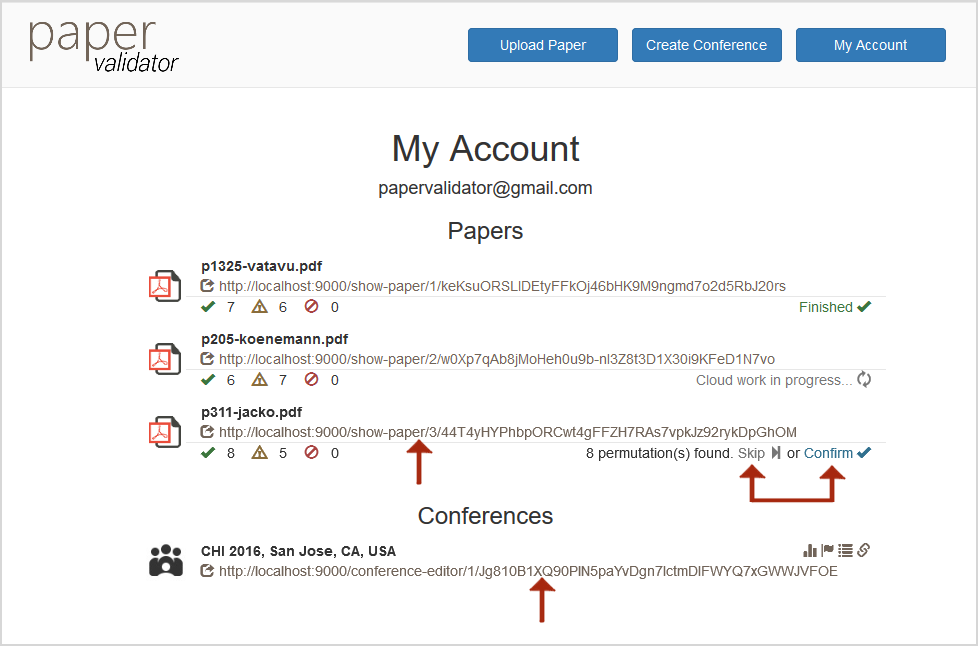 paper
validator
Upload Paper
Create Conference
My Account
My Account
papervalidator@gmail.com
Papers
p1325-vatavu.pdf
http://localhost:9000/show-paper/1/keKsuORSLIDEtyFFkOj46bHK9M9ngmd7o2d5RbJ20rs
7 6 0 Finished
p205-koenemann.pdf
http://localhost:9000/show-paper/2/w0Xp7qAb8jMoHeh0u9b-nl3Z8t3D1X30i9KFeD1N7vo
6 7 0 Cloud work in progress...
p311-jacko.pdf
http://localhost:9000/show-paper/3/44T4yHYPhbpORCwt4gFFZH7RAs7vpkJz92rykDpGhOM
8 5 0 8 permutation(s) found. Skip or Confirm
Conferences
CHI 2016, San Jose, CA, USA
http://localhost:9000/conference-editor/1/Jg810B1XQ90PlN5paYvDgn7lctmDlFWYQ7xGWWJVFOE